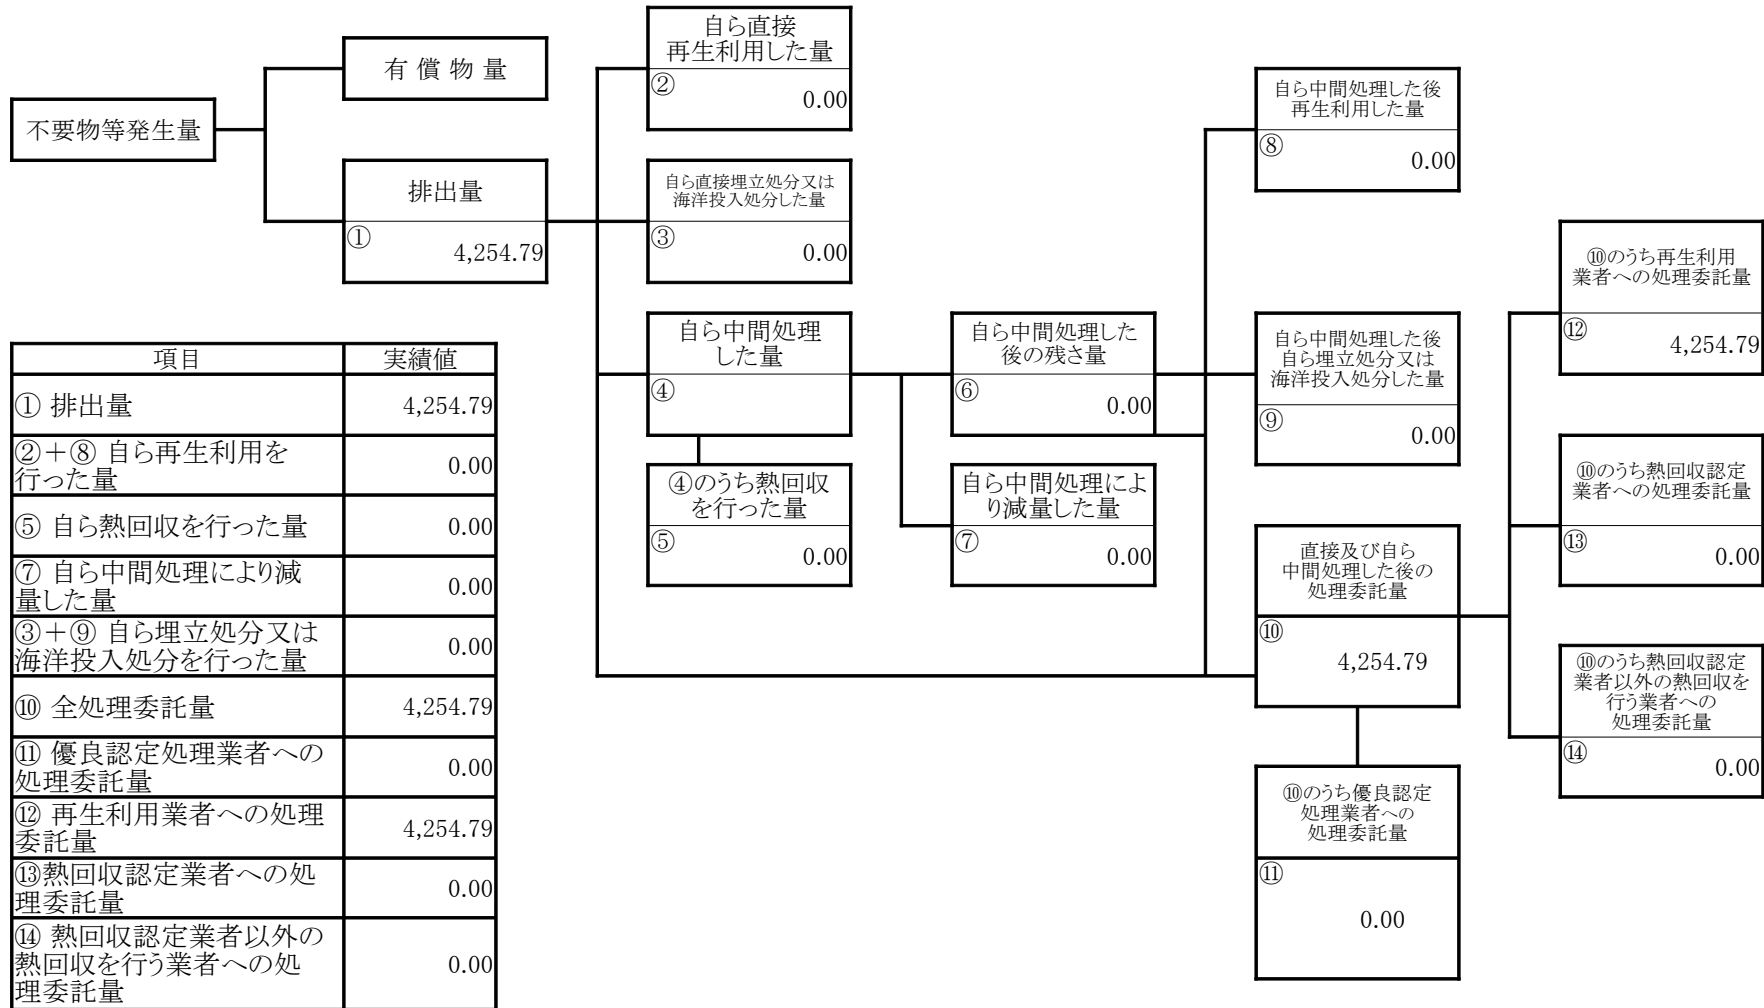 自ら直接
再生利用した量
②
0.00
有 償 物 量
不要物等発生量
排出量
①
4,254.79
自ら直接埋立処分又は
海洋投入処分した量
③
0.00
自ら中間処理
した量
④
④のうち熱回収
を行った量
⑤
0.00
自ら中間処理した
後の残さ量
⑥
0.00
自ら中間処理によ
り減量した量
⑦
0.00
自ら中間処理した後
再生利用した量
⑧
0.00
自ら中間処理した後
自ら埋立処分又は
海洋投入処分した量
⑨
0.00
直接及び自ら
中間処理した後の
処理委託量
⑩
4,254.79
⑩のうち優良認定
処理業者への
処理委託量
⑪
0.00
⑩のうち再生利用
業者への処理委託量
⑫
4,254.79
⑩のうち熱回収認定
業者への処理委託量
⑬
0.00
⑩のうち熱回収認定
業者以外の熱回収を
行う業者への
処理委託量
⑭
0.00
項目 実績値
① 排出量 4,254.79
②＋⑧ 自ら再生利用を
行った量 0.00
⑤ 自ら熱回収を行った量 0.00
⑦ 自ら中間処理により減
量した量 0.00
③＋⑨ 自ら埋立処分又は
海洋投入処分を行った量 0.00
⑩ 全処理委託量 4,254.79
⑪ 優良認定処理業者への
処理委託量 0.00
⑫ 再生利用業者への処理
委託量 4,254.79
⑬熱回収認定業者への処
理委託量 0.00
⑭ 熱回収認定業者以外の
熱回収を行う業者への処
理委託量 0.00